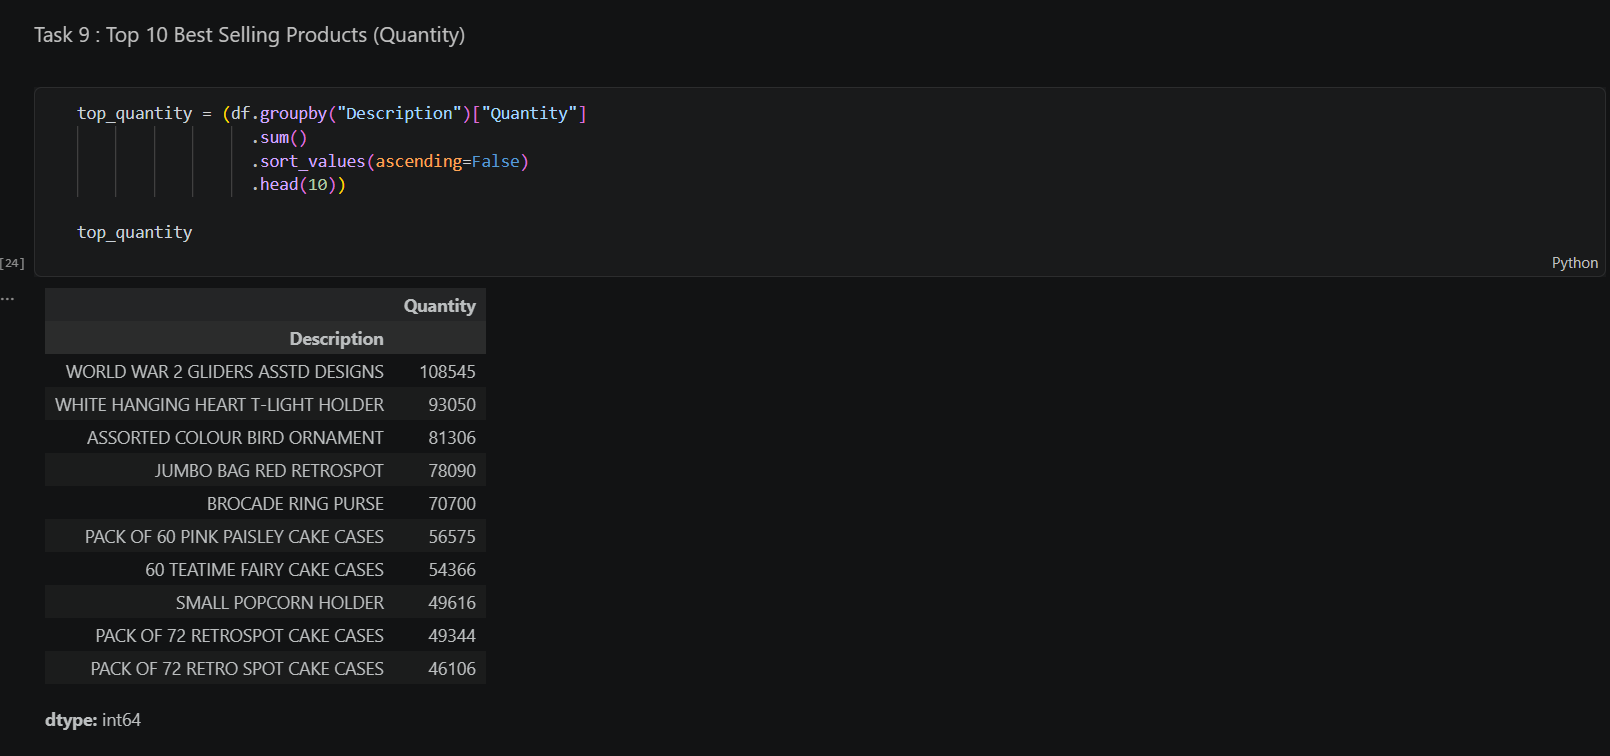 Task 9 : Top 10 Best Selling Products (Quantity)
top_quantity = (df.groupby("Description")["Quantity"]
.sum()
.sort_values(ascending=False)
.head(10))
top_quantity
[24]
Python
...
Quantity
Description
WORLD WAR 2 GLIDERS ASSTD DESIGNS 108545
WHITE HANGING HEART T-LIGHT HOLDER 93050
ASSORTED COLOUR BIRD ORNAMENT 81306
JUMBO BAG RED RETROSPOT 78090
BROCADE RING PURSE 70700
PACK OF 60 PINK PAISLEY CAKE CASES 56575
60 TEATIME FAIRY CAKE CASES 54366
SMALL POPCORN HOLDER 49616
PACK OF 72 RETROSPOT CAKE CASES 49344
PACK OF 72 RETRO SPOT CAKE CASES 46106
dtype: int64